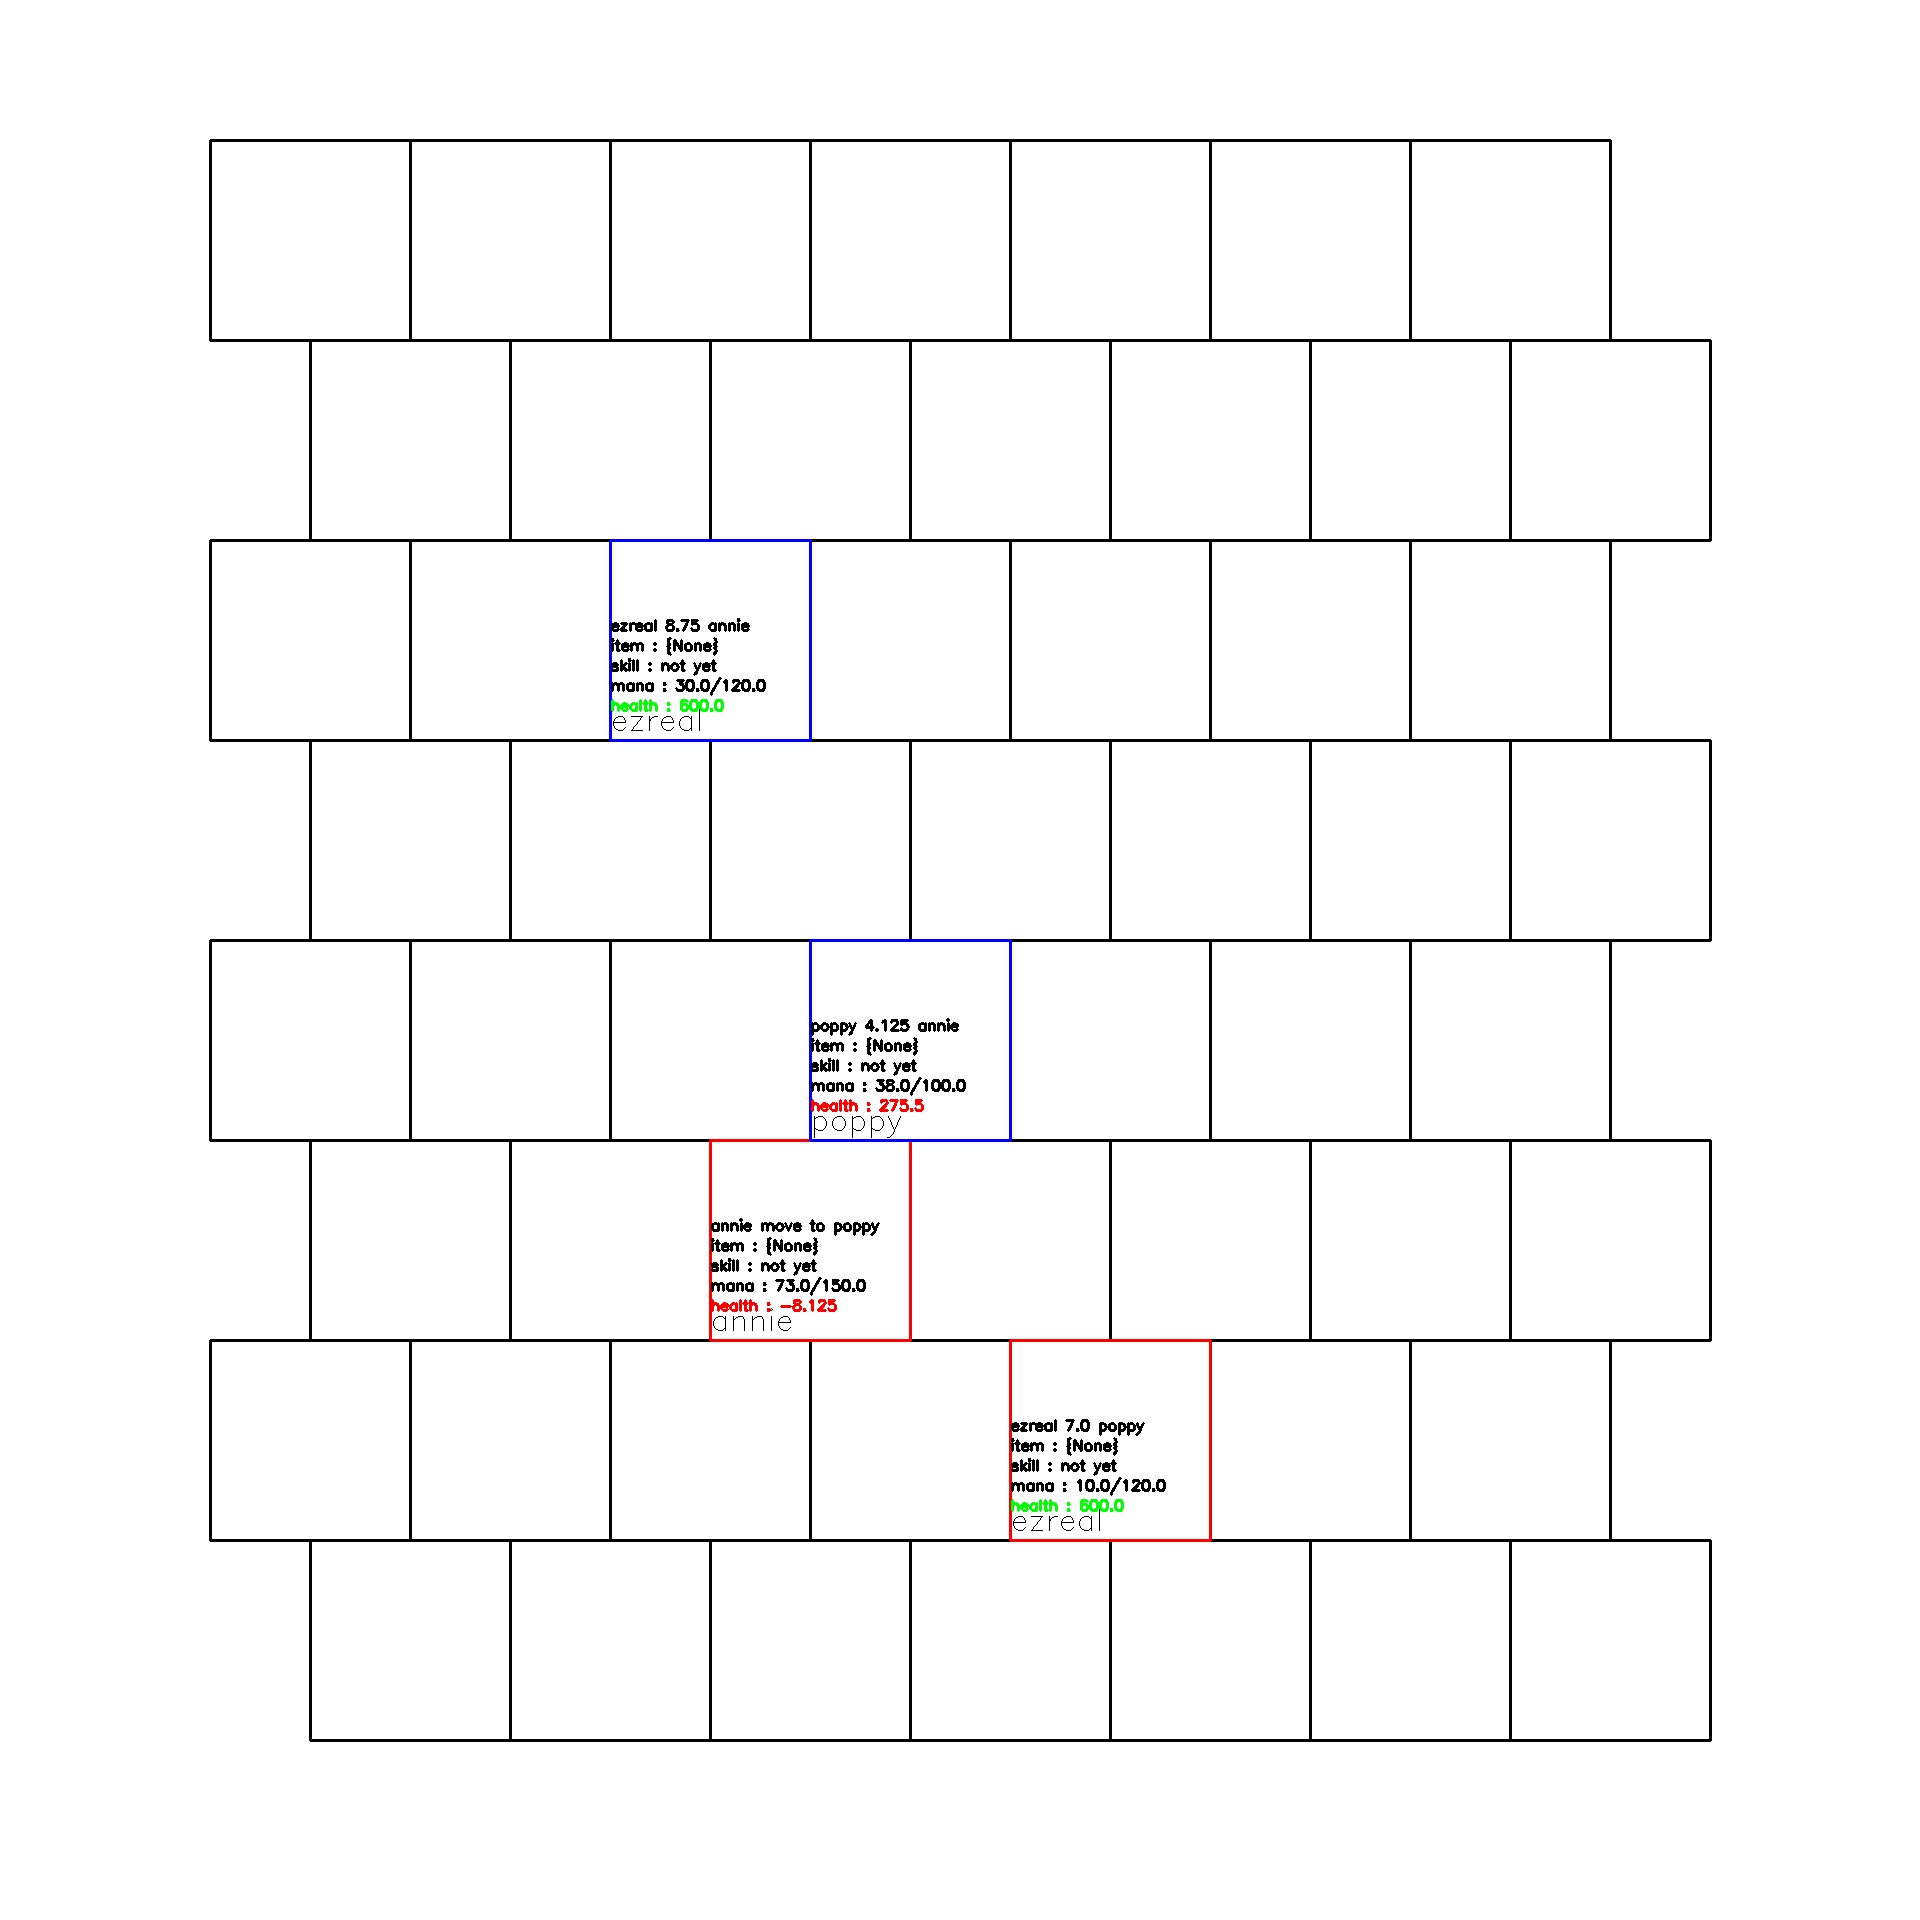 ezreal 8.75 annie
item : {None}
skill : not yet
mana : 30.0/120.0
health : 600.0
ezreal
poppy 4.125 annie
item : {None}
skill : not yet
mana : 38.0/100.0
health : 275.5
poppy
annie move to poppy
item : {None}
skill : not yet
mana : 73.0/150.0
health : -8.125
annie
ezreal 7.0 poppy
item : {None}
skill : not yet
mana : 10.0/120.0
health : 600.0
ezreal